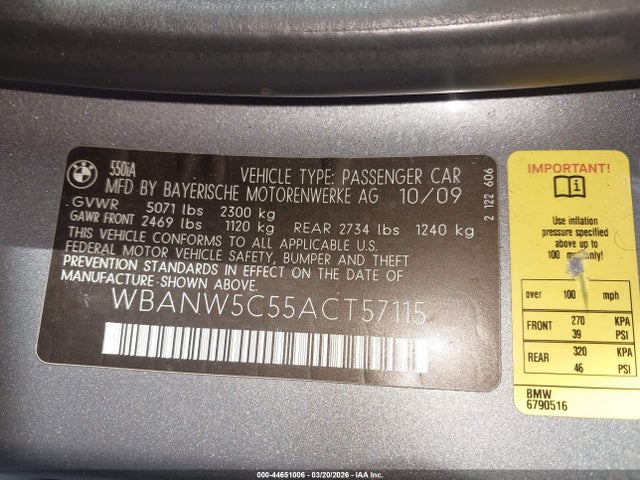 BMW
550iA
VEHICLE TYPE: PASSENGER CAR
MFD BY BAYERISCHE MOTORENWERKE AG 10/09
GVWR 5071 lbs 2300 kg
GAWR FRONT 2469 lbs 1120 kg REAR 2734 lbs 1240 kg
THIS VEHICLE CONFORMS TO ALL APPLICABLE U.S.
FEDERAL MOTOR VEHICLE SAFETY, BUMPER AND THEFT
PREVENTION STANDARDS IN EFFECT ON THE DATE OF
MANUFACTURE SHOWN ABOVE.
WBANW5C55ACT57115
2 122 606
IMPORTANT!
Use inflation
pressure specified
above up to
100 mph only!
over 100 mph
FRONT 270 KPA
39 PSI
REAR 320 KPA
46 PSI
BMW
6790516
000-44651006 - 03/20/2026 - IAA Inc.